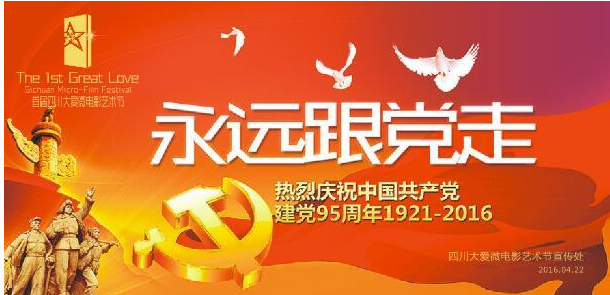 The 1st Great Love
Sichuan Micro-Film Festival
首届四川大爱微电影艺术节
永远跟党走
热烈庆祝中国共产党
建党95周年1921-2016
四川大爱微电影艺术节宣传处
2016.04.22